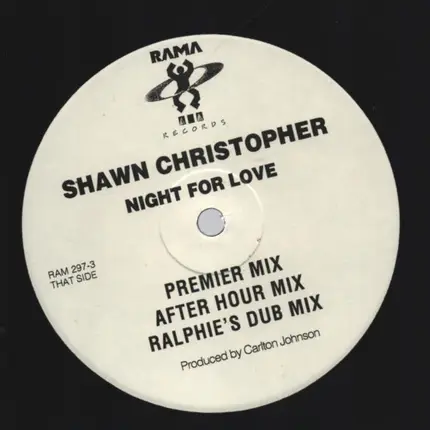 RAMA
RECORDS
SHAWN CHRISTOPHER
NIGHT FOR LOVE
RAM 297-3
THAT SIDE
PREMIER MIX
AFTER HOUR MIX
RALPHIE'S DUB MIX
Produced by Carlton Johnson